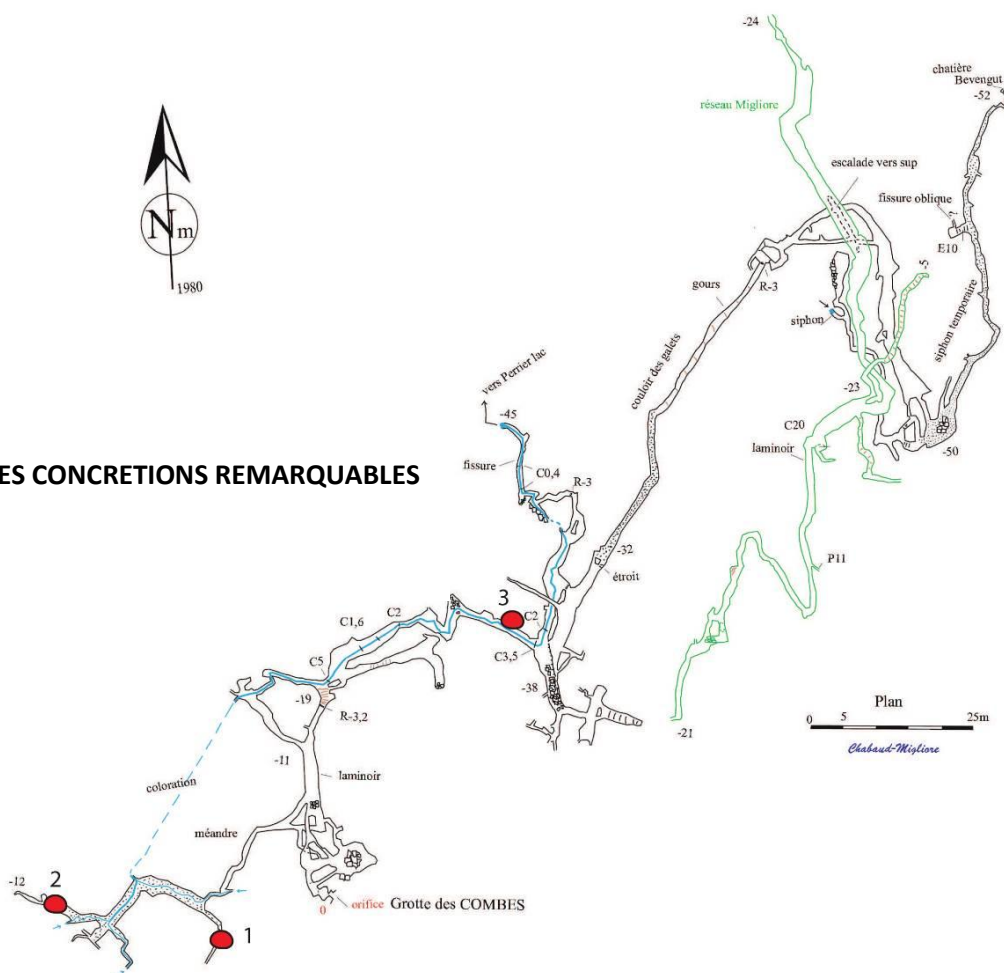 -24
chatière
Bevengut
-52
réseau Migliore
escalade vers sup
fissure oblique
?
E10
Nm
1980
R-3
-5
gours
siphon
siphon temporaire
couloir des galets
vers Perrier lac
-23
-45
C20
laminoir
-50
ES CONCRETIONS REMARQUABLES
fissure
C0,4
R-3
-32
étroit
P11
3
C2
C1,6
C2
C3,5
C5
-38
-19
R-3,2
Plan
0 5 25m
Chabaud-Migliore
-21
-11
laminoir
coloration
méandre
-12
2
1
0
orifice Grotte des COMBES